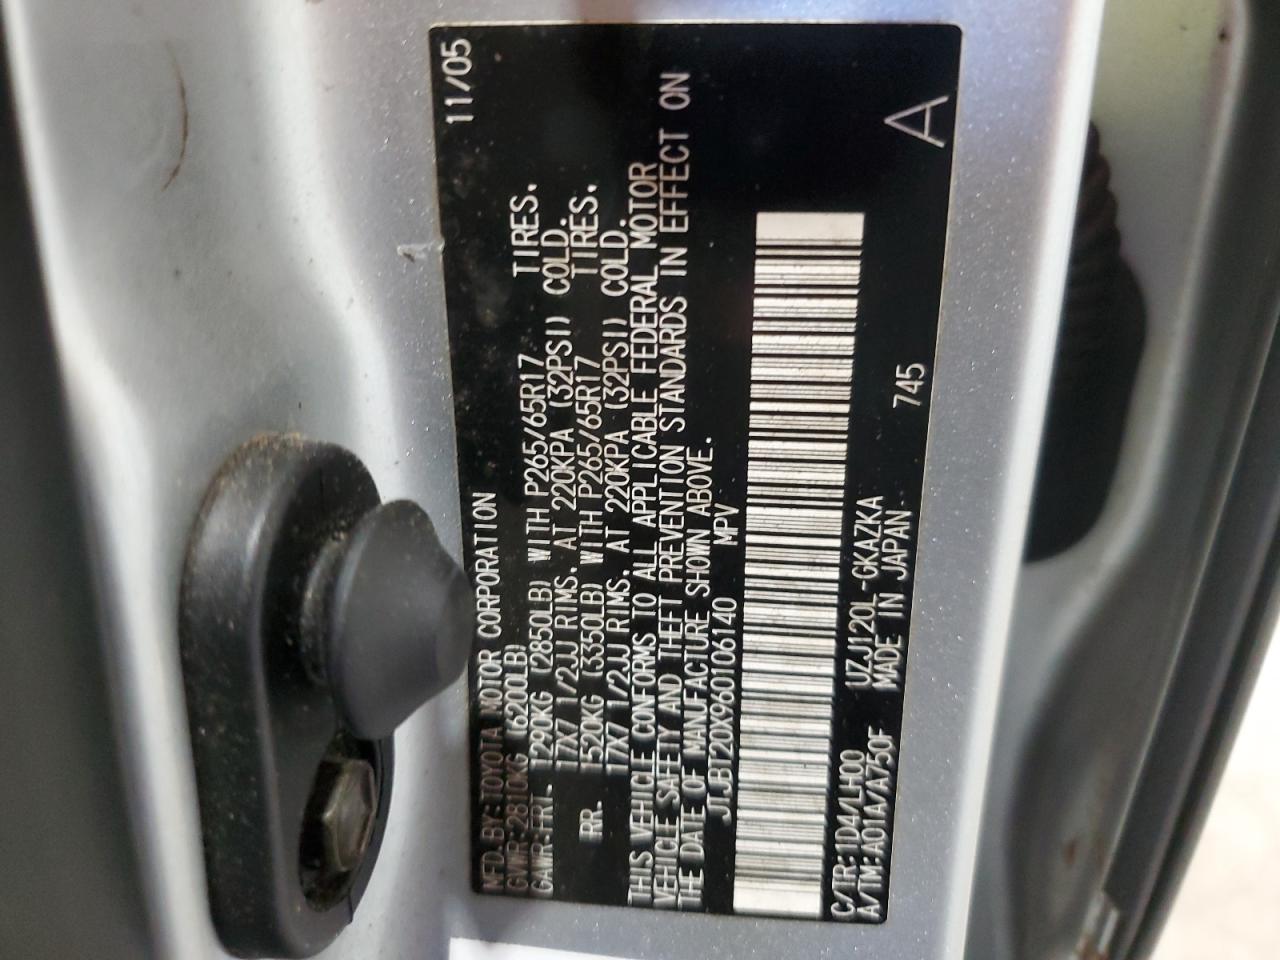 MFD.BY:TOYOTA MOTOR CORPORATION 11/05
GVWR:2810KG (6200LB)
GAWR:FRT. 1290KG (2850LB) WITH P265/65R17 TIRES.
17X7 1/2JJ RIMS. AT 220KPA (32PSI) COLD.
RR. 1520KG (3350LB) WITH P265/65R17 TIRES.
17X7 1/2JJ RIMS. AT 220KPA (32PSI) COLD.
THIS VEHICLE CONFORMS TO ALL APPLICABLE FEDERAL MOTOR
VEHICLE SAFETY AND THEFT PREVENTION STANDARDS IN EFFECT ON
THE DATE OF MANUFACTURE SHOWN ABOVE.
JTJBT20X960106140 MPV
C/TR:1D4/LH00 UZJ120L-GKAZKA 745 A
A/TM:A01A/A750F MADE IN JAPAN